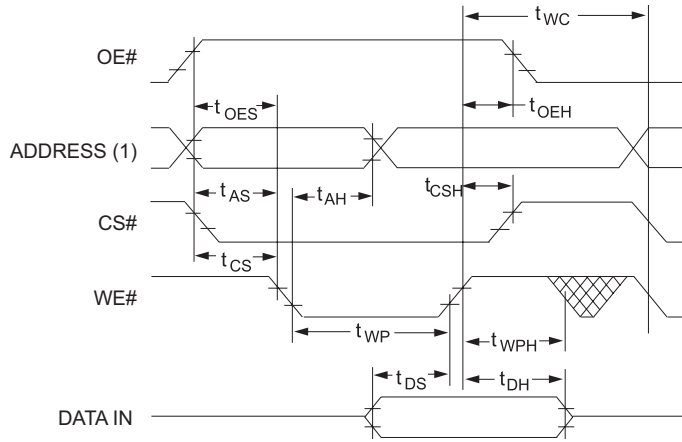 tWC
OE#
tOES
tOEH
ADDRESS (1)
tAS
tAH
tCSH
CS#
tCS
WE#
tWP
tWPH
tDS
tDH
DATA IN